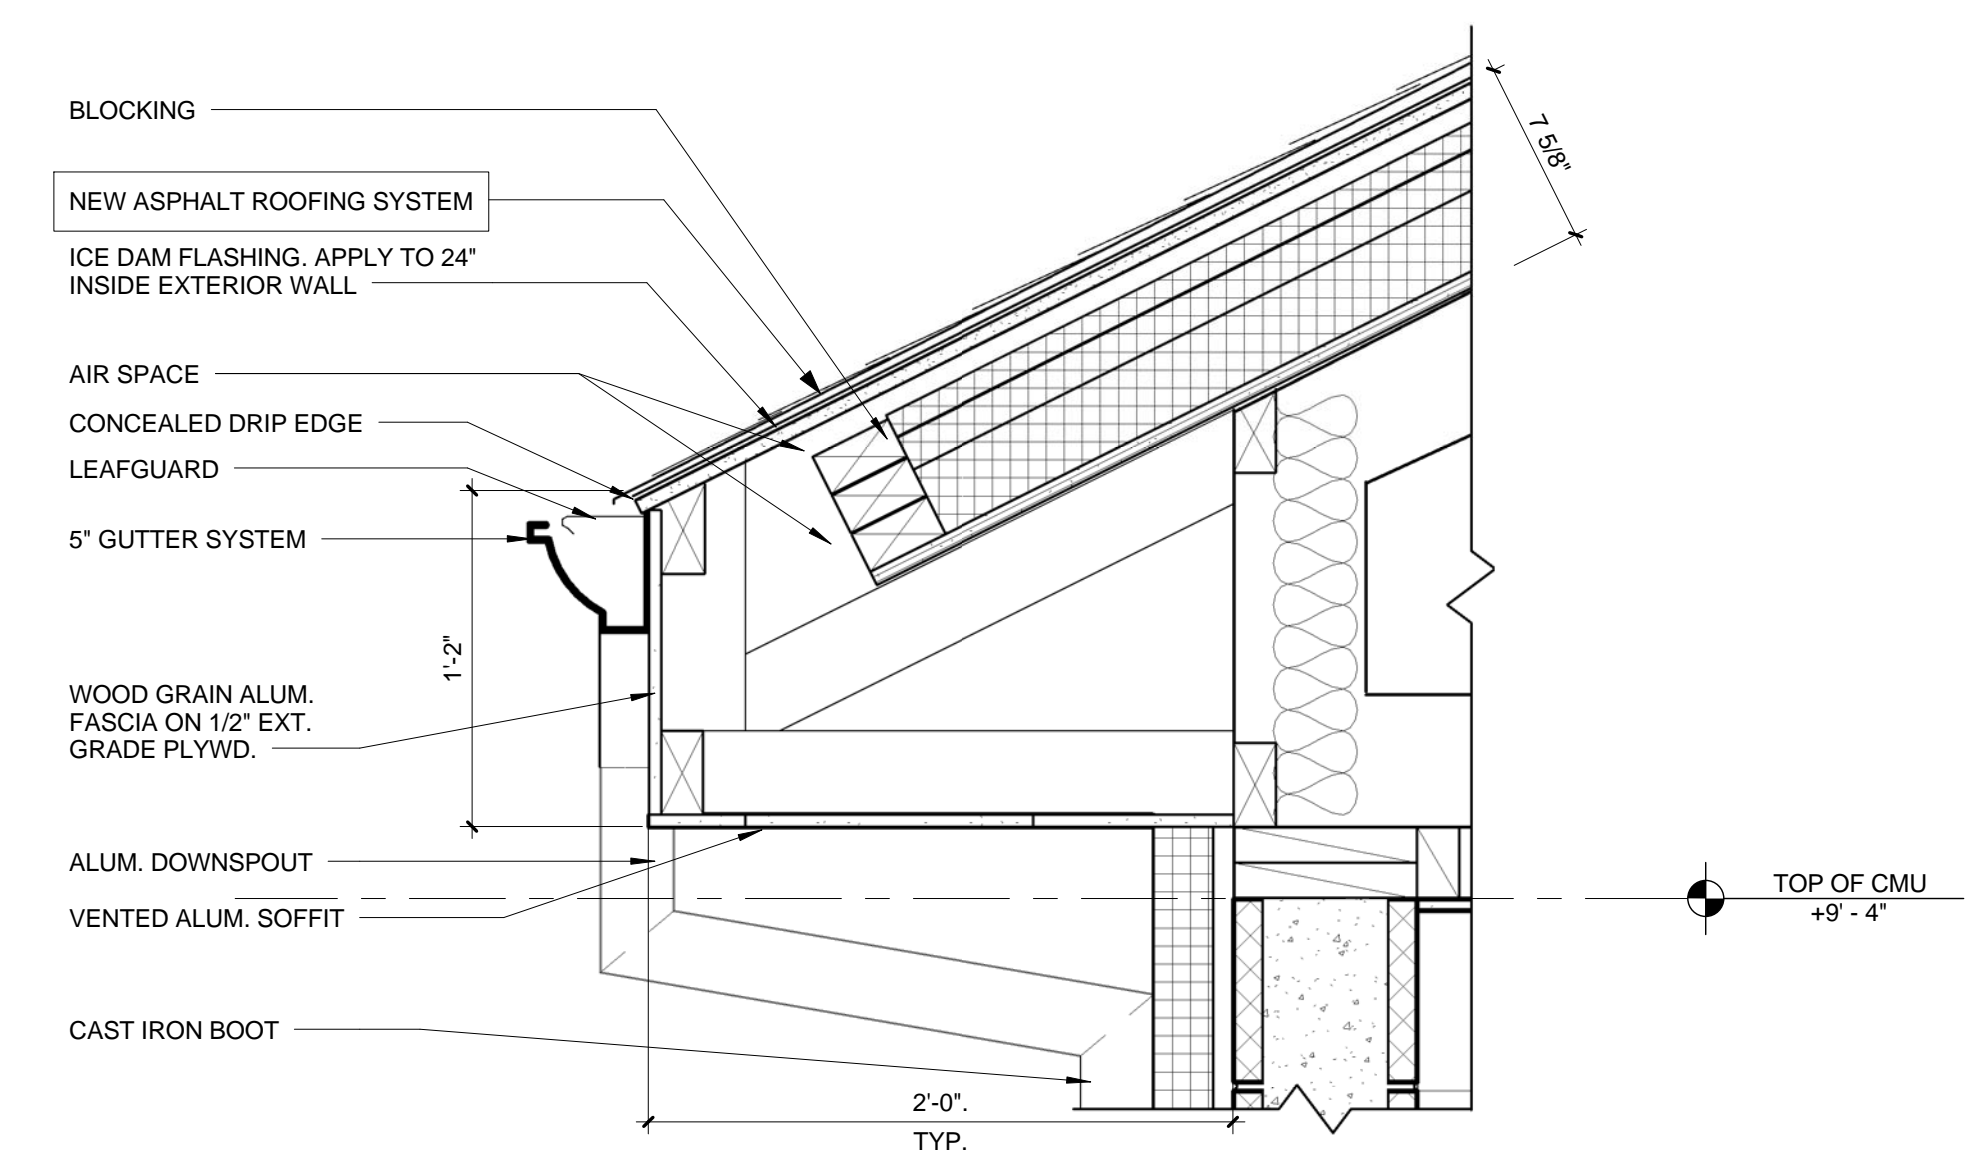 BLOCKING
NEW ASPHALT ROOFING SYSTEM
ICE DAM FLASHING. APPLY TO 24"
INSIDE EXTERIOR WALL
AIR SPACE
CONCEALED DRIP EDGE
LEAFGUARD
5" GUTTER SYSTEM
WOOD GRAIN ALUM.
FASCIA ON 1/2" EXT.
GRADE PLYWD.
ALUM. DOWNSPOUT
VENTED ALUM. SOFFIT
CAST IRON BOOT
1'-2"
7 5/8"
2'-0".
TYP.
TOP OF CMU
+9' - 4"